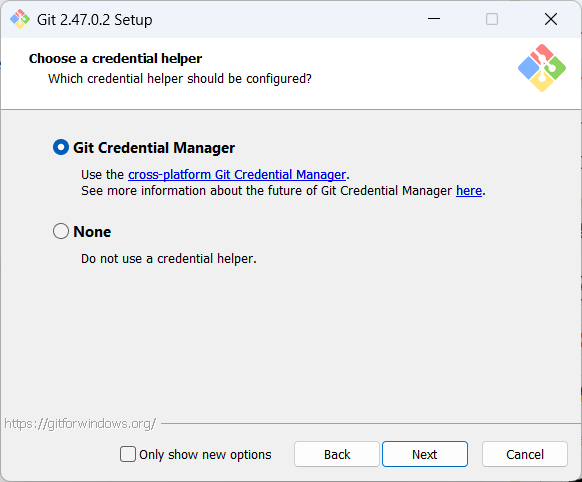 Git 2.47.0.2 Setup
Choose a credential helper
Which credential helper should be configured?
Git Credential Manager
Use the cross-platform Git Credential Manager.
See more information about the future of Git Credential Manager here.
None
Do not use a credential helper.
https://gitforwindows.org/
Only show new options
Back
Next
Cancel